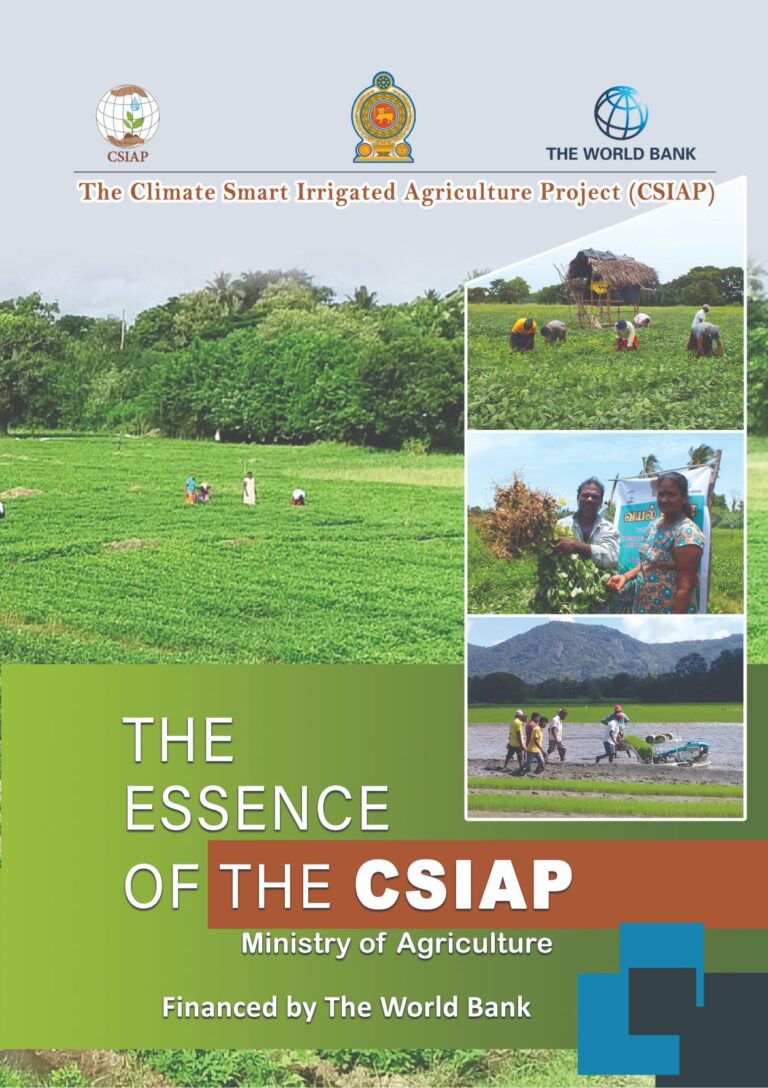 CSIAP
THE WORLD BANK
The Climate Smart Irrigated Agriculture Project (CSIAP)
வயல்
THE
ESSENCE
OF THE CSIAP
Ministry of Agriculture
Financed by The World Bank